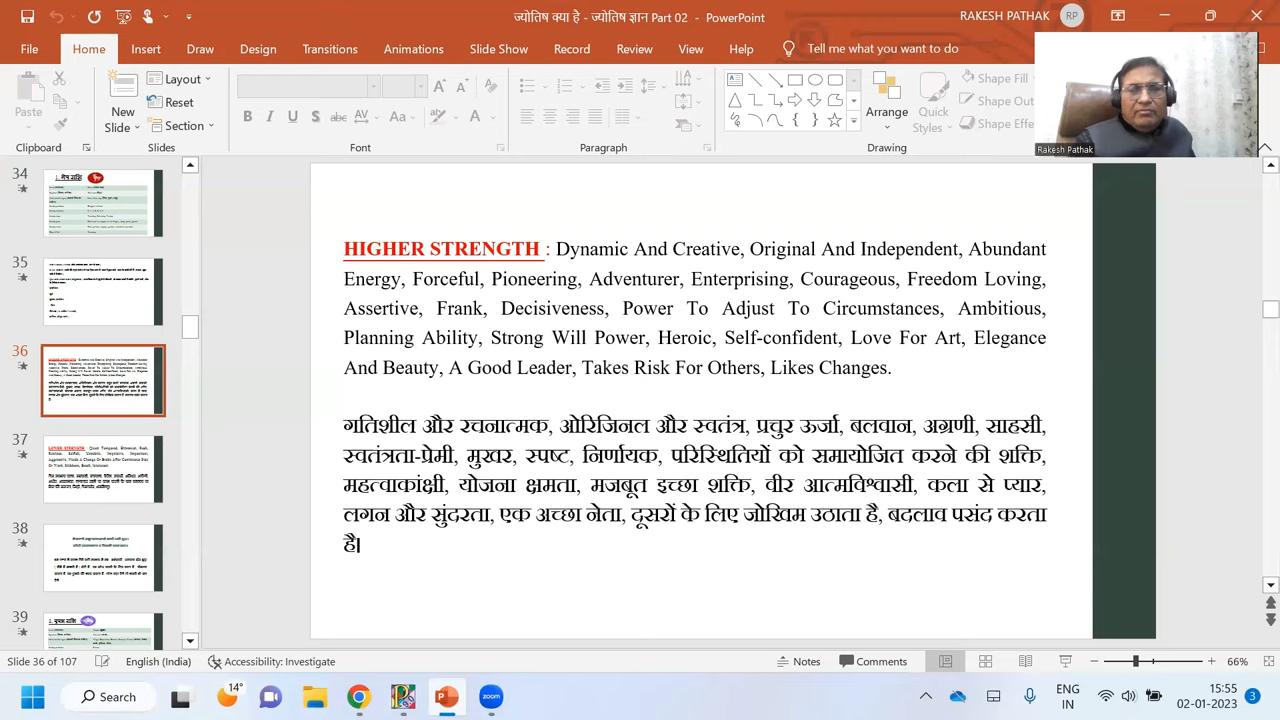 ज्योतिष क्या है - ज्योतिष ज्ञान Part 02 - PowerPoint
RAKESH PATHAK RP
File Home Insert Draw Design Transitions Animations Slide Show Record Review View Help Tell me what you want to do
Paste
New Slide
Layout
Reset
Section
Aa
A
Arrange
Quick Styles
Shape Fill
Shape Out
Shape Effe
Rakesh Pathak
Clipboard Slides Font Paragraph Drawing
34
35
36
37
38
39
HIGHER STRENGTH : Dynamic And Creative, Original And Independent, Abundant
Energy, Forceful, Pioneering, Adventurer, Enterprising, Courageous, Freedom Loving,
Assertive, Frank, Decisiveness, Power To Adjust To Circumstances, Ambitious,
Planning Ability, Strong Will Power, Heroic, Self-confident, Love For Art, Elegance
And Beauty, A Good Leader, Takes Risk For Others, Likes Changes.
गतिशील और रचनात्मक, ओरिजिनल और स्वतंत्र, प्रचुर ऊर्जा, बलवान, अग्रणी, साहसी,
स्वतंत्रता-प्रेमी, मुखर, स्पष्ट, निर्णायक, परिस्थितियों को समायोजित करने की शक्ति,
महत्वाकांक्षी, योजना क्षमता, मजबूत इच्छा शक्ति, वीर आत्मविश्वासी, कला से प्यार,
लगन और सुंदरता, एक अच्छा नेता, दूसरों के लिए जोखिम उठाता है, बदलाव पसंद करता
है|
Slide 36 of 107 English (India) Accessibility: Investigate Notes Comments 66%
14° Search ENG IN 15:55 02-01-2023 3